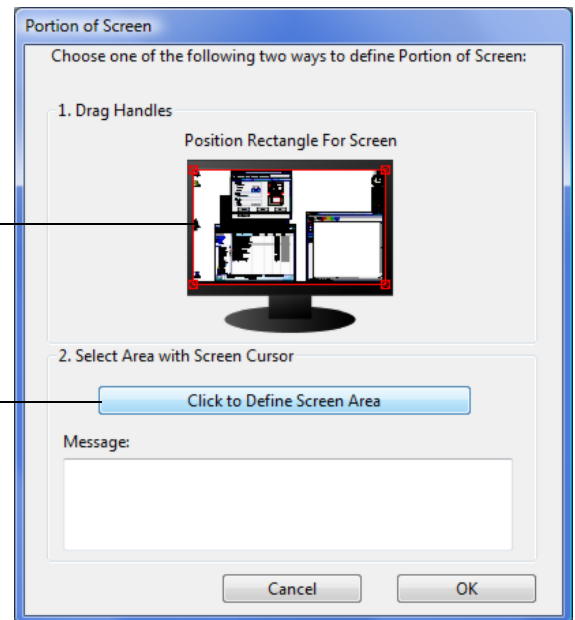 Portion of Screen
Choose one of the following two ways to define Portion of Screen:
1. Drag Handles
Position Rectangle For Screen
2. Select Area with Screen Cursor
Click to Define Screen Area
Message:
Cancel
OK